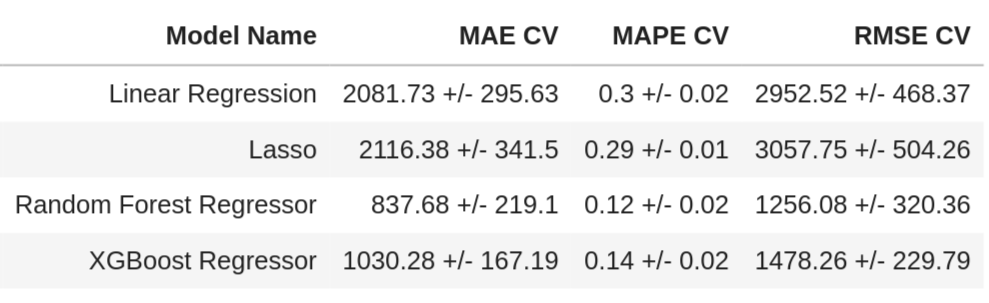 Model Name MAE CV MAPE CV RMSE CV
Linear Regression 2081.73 +/- 295.63 0.3 +/- 0.02 2952.52 +/- 468.37
Lasso 2116.38 +/- 341.5 0.29 +/- 0.01 3057.75 +/- 504.26
Random Forest Regressor 837.68 +/- 219.1 0.12 +/- 0.02 1256.08 +/- 320.36
XGBoost Regressor 1030.28 +/- 167.19 0.14 +/- 0.02 1478.26 +/- 229.79